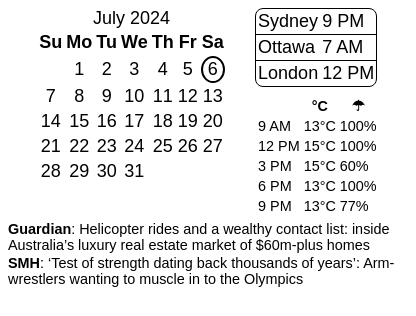 July 2024
Su Mo Tu We Th Fr Sa
1 2 3 4 5 6
7 8 9 10 11 12 13
14 15 16 17 18 19 20
21 22 23 24 25 26 27
28 29 30 31
Sydney 9 PM
Ottawa 7 AM
London 12 PM
°C ☂
9 AM 13°C 100%
12 PM 15°C 100%
3 PM 15°C 60%
6 PM 13°C 100%
9 PM 13°C 77%
Guardian: Helicopter rides and a wealthy contact list: inside
Australia’s luxury real estate market of $60m-plus homes
SMH: ‘Test of strength dating back thousands of years’: Arm-
wrestlers wanting to muscle in to the Olympics